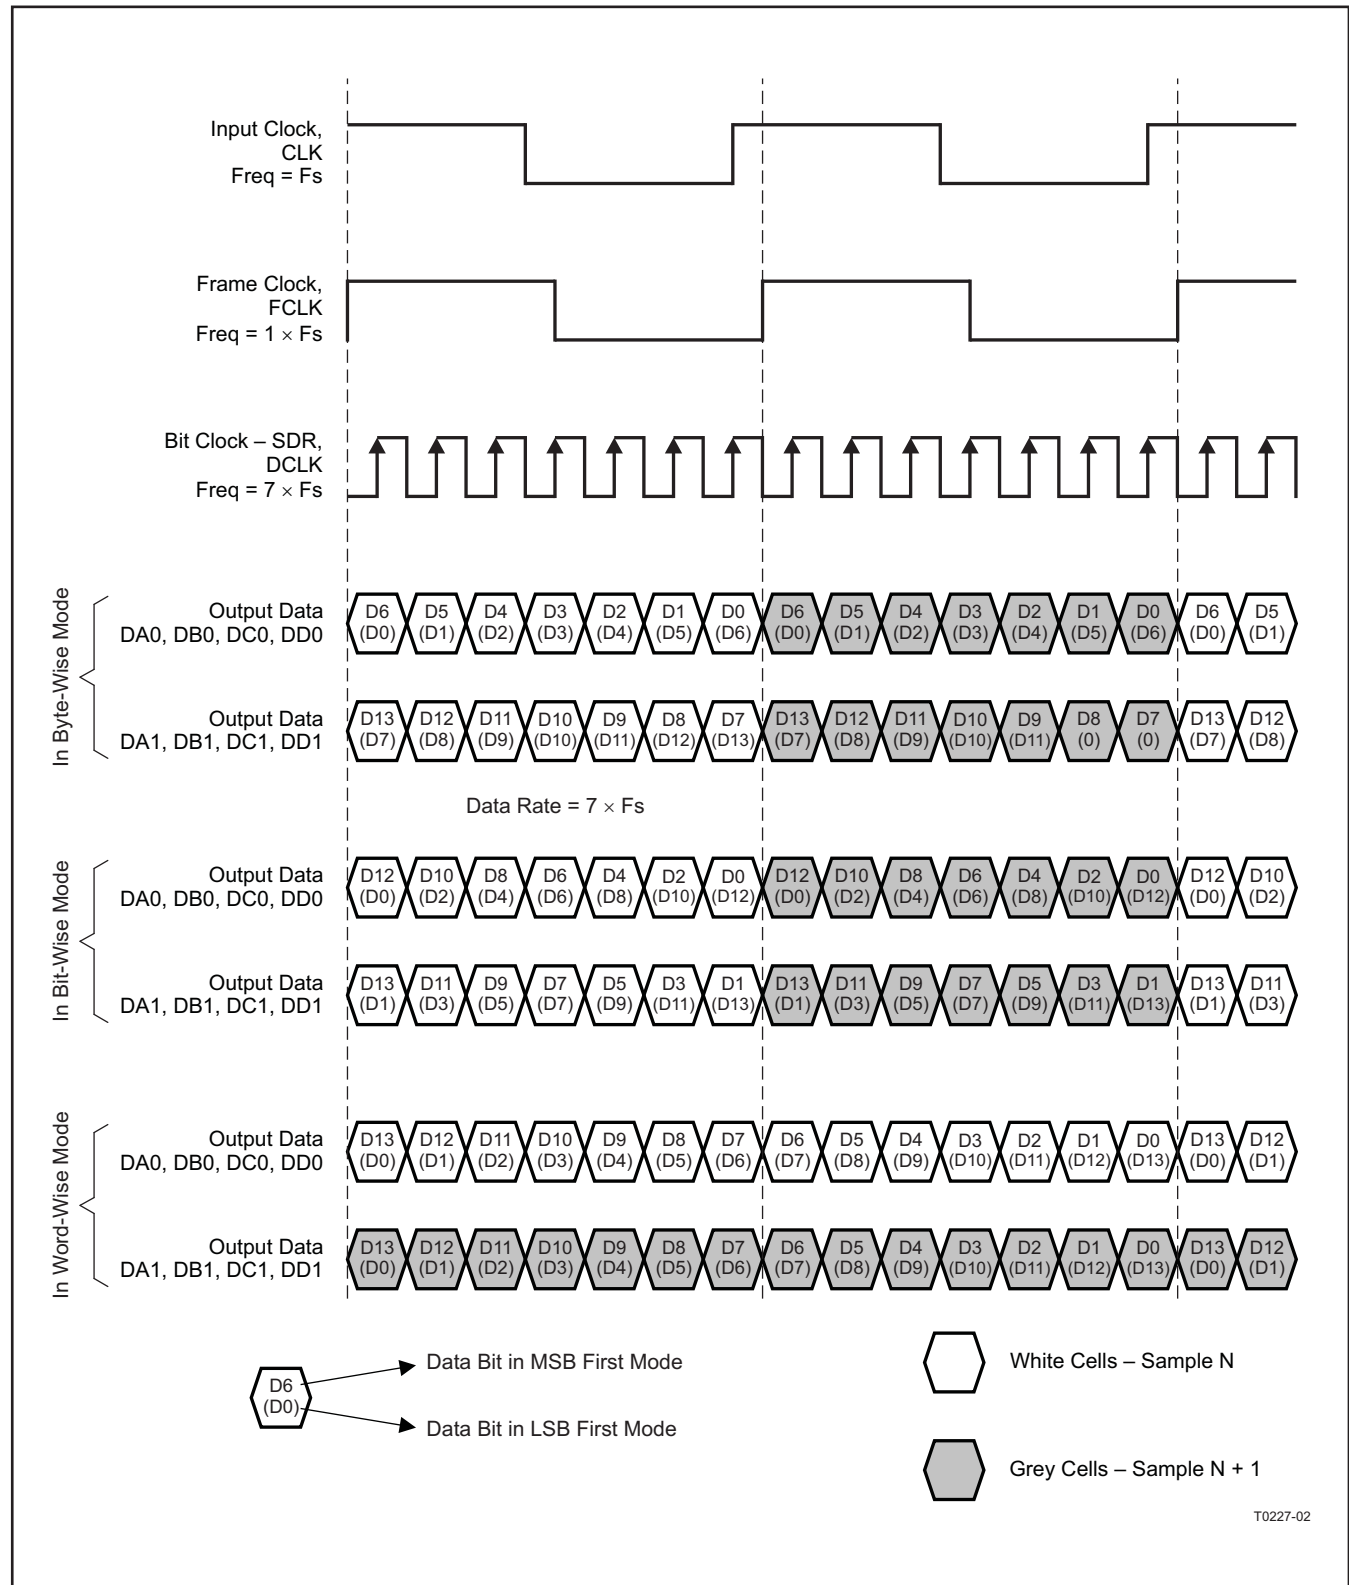 Input Clock,
CLK
Freq = Fs
Frame Clock,
FCLK
Freq = 1 × Fs
Bit Clock – SDR,
DCLK
Freq = 7 × Fs
In Byte-Wise Mode
Output Data
DA0, DB0, DC0, DD0
D6 D5 D4 D3 D2 D1 D0 D6 D5 D4 D3 D2 D1 D0 D6 D5
(D0) (D1) (D2) (D3) (D4) (D5) (D6) (D0) (D1) (D2) (D3) (D4) (D5) (D6) (D0) (D1)
Output Data
DA1, DB1, DC1, DD1
D13 D12 D11 D10 D9 D8 D7 D13 D12 D11 D10 D9 D8 D7 D13 D12
(D7) (D8) (D9) (D10) (D11) (D12) (D13) (D7) (D8) (D9) (D10) (D11) (0) (0) (D7) (D8)
Data Rate = 7 × Fs
In Bit-Wise Mode
Output Data
DA0, DB0, DC0, DD0
D12 D10 D8 D6 D4 D2 D0 D12 D10 D8 D6 D4 D2 D0 D12 D10
(D0) (D2) (D4) (D6) (D8) (D10) (D12) (D0) (D2) (D4) (D6) (D8) (D10) (D12) (D0) (D2)
Output Data
DA1, DB1, DC1, DD1
D13 D11 D9 D7 D5 D3 D1 D13 D11 D9 D7 D5 D3 D1 D13 D11
(D1) (D3) (D5) (D7) (D9) (D11) (D13) (D1) (D3) (D5) (D7) (D9) (D11) (D13) (D1) (D3)
In Word-Wise Mode
Output Data
DA0, DB0, DC0, DD0
D13 D12 D11 D10 D9 D8 D7 D6 D5 D4 D3 D2 D1 D0 D13 D12
(D0) (D1) (D2) (D3) (D4) (D5) (D6) (D7) (D8) (D9) (D10) (D11) (D12) (D13) (D0) (D1)
Output Data
DA1, DB1, DC1, DD1
D13 D12 D11 D10 D9 D8 D7 D6 D5 D4 D3 D2 D1 D0 D13 D12
(D0) (D1) (D2) (D3) (D4) (D5) (D6) (D7) (D8) (D9) (D10) (D11) (D12) (D13) (D0) (D1)
D6
(D0)
Data Bit in MSB First Mode
Data Bit in LSB First Mode
White Cells – Sample N
Grey Cells – Sample N + 1
T0227-02